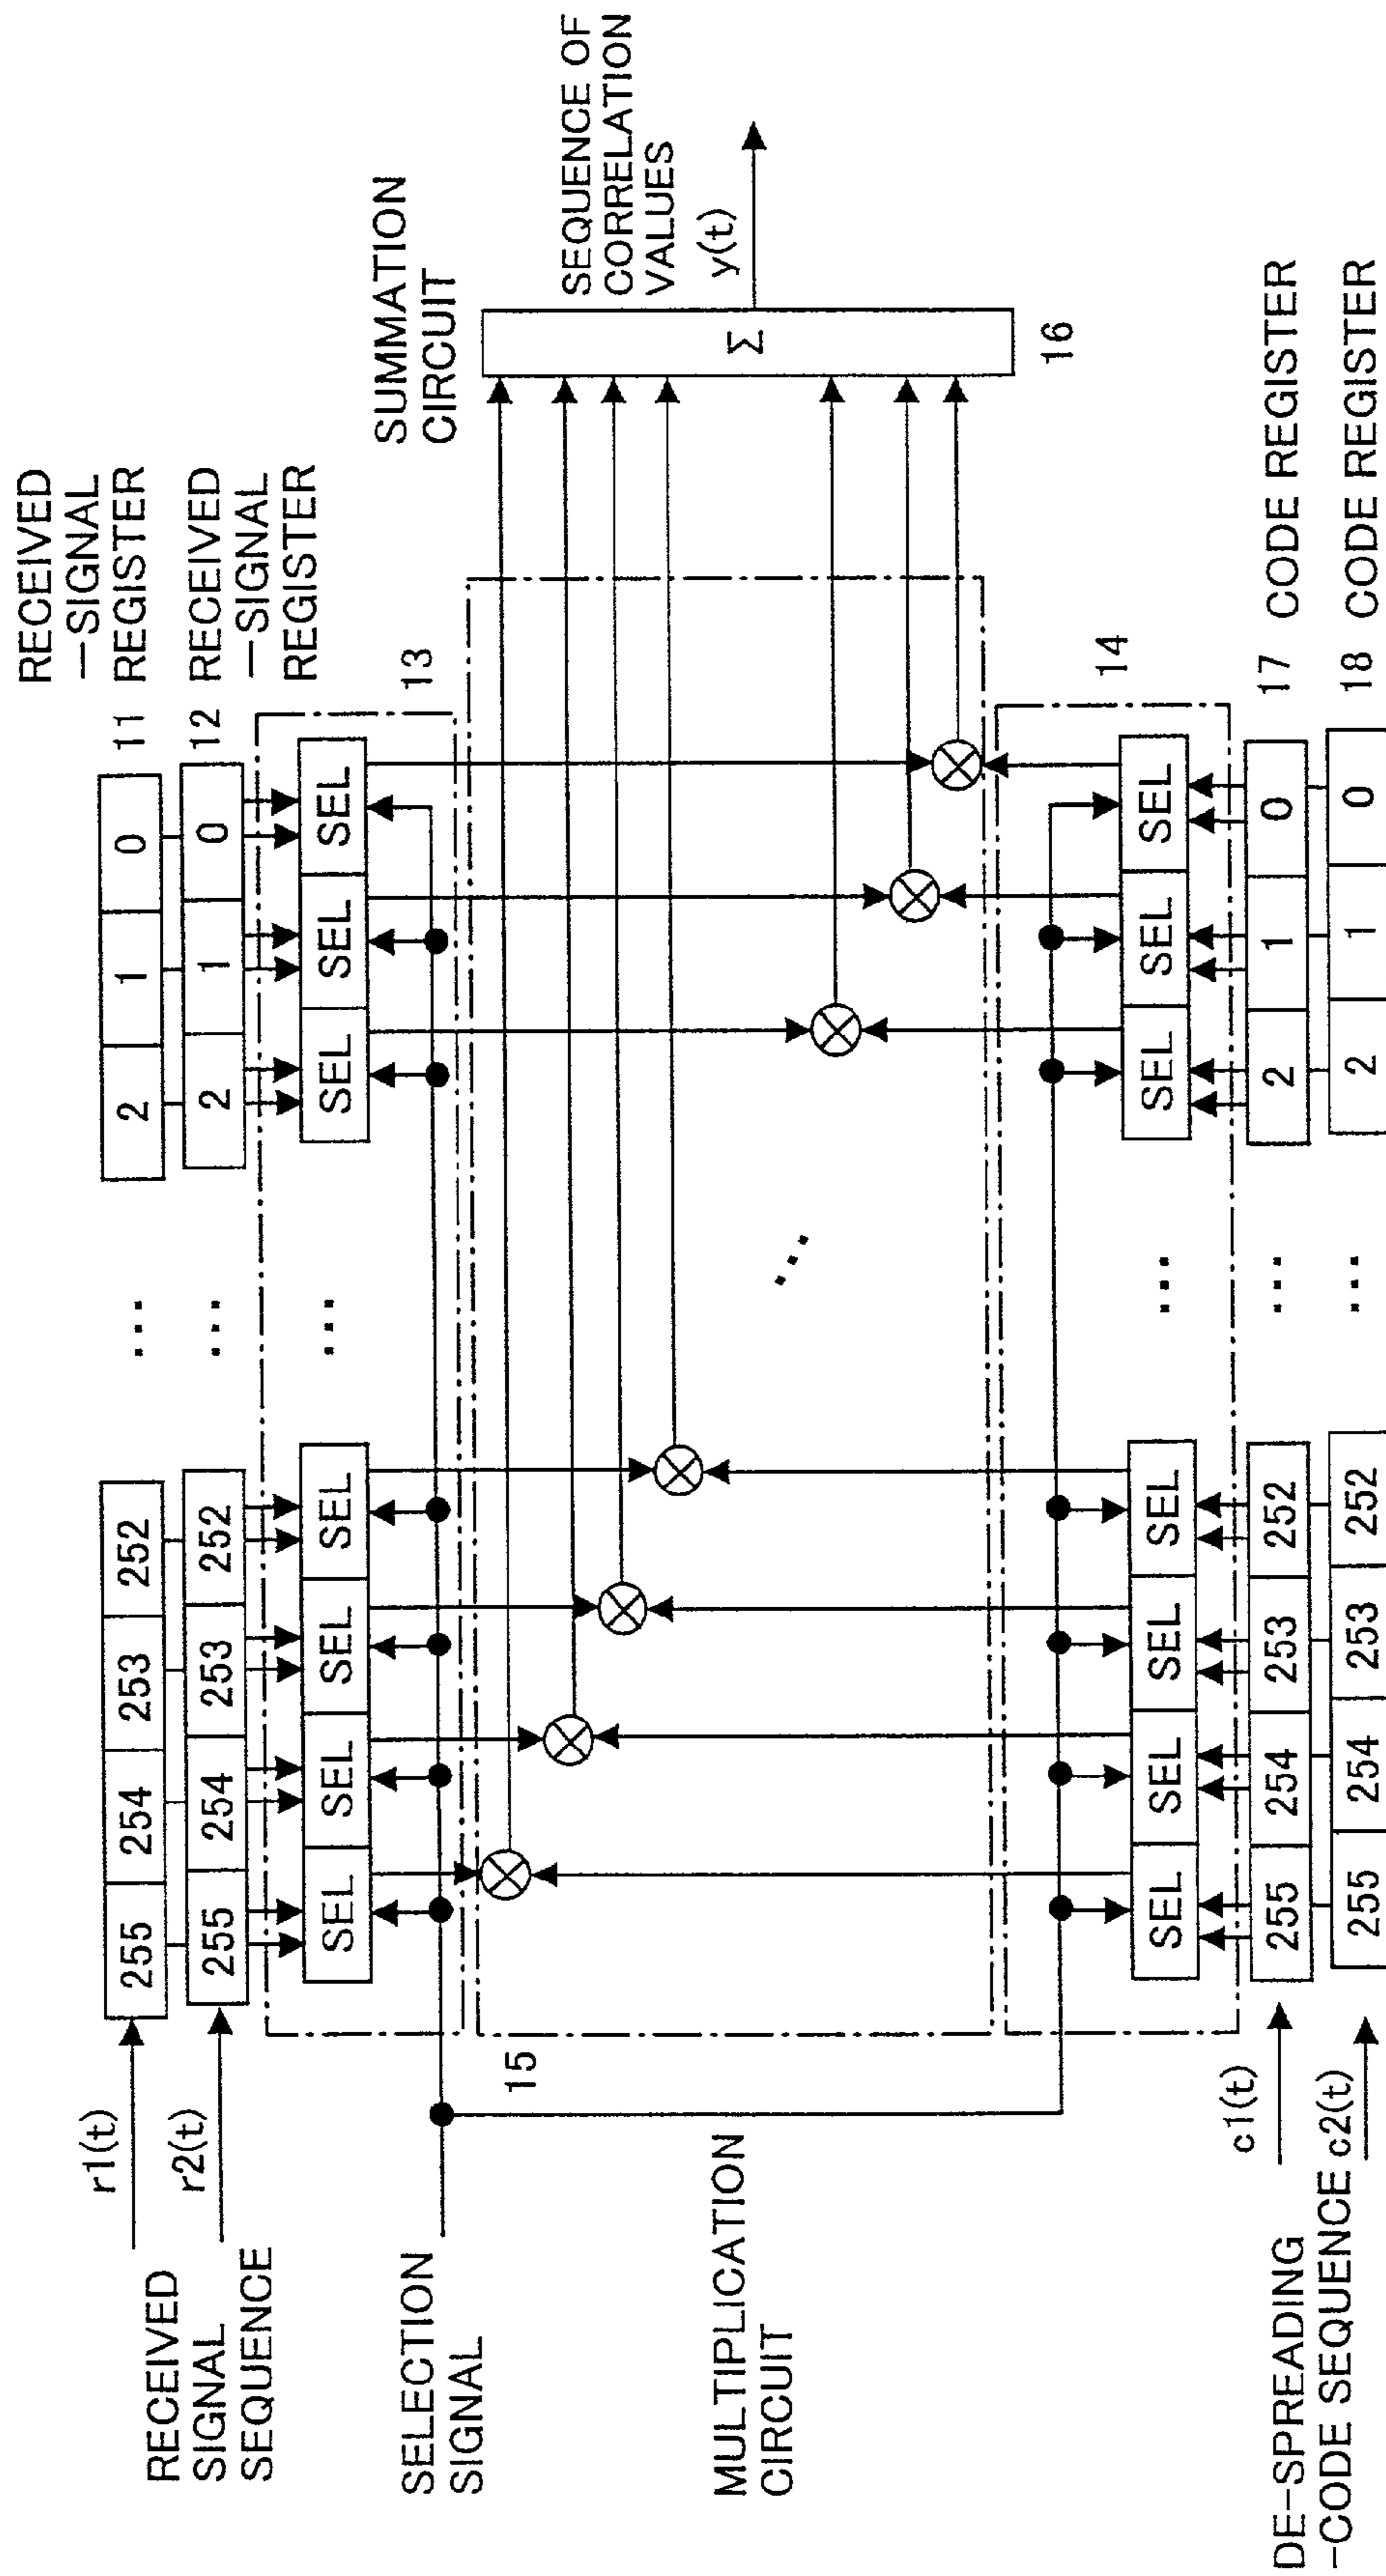 RECEIVED
-SIGNAL
11 REGISTER
12 RECEIVED
-SIGNAL
REGISTER
r1(t)
255 254 253 252 ... 2 1 0
r2(t)
255 254 253 252 ... 2 1 0
RECEIVED
SIGNAL
SEQUENCE
SEL SEL SEL SEL ... SEL SEL SEL
13
SELECTION
SIGNAL
SUMMATION
CIRCUIT
15
MULTIPLICATION
CIRCUIT
...
Σ
16
SEQUENCE OF
CORRELATION
VALUES
y(t)
14
SEL SEL SEL SEL ... SEL SEL SEL
c1(t)
255 254 253 252 ... 2 1 0
17 CODE REGISTER
DE-SPREADING
-CODE SEQUENCE c2(t)
255 254 253 252 ... 2 1 0
18 CODE REGISTER